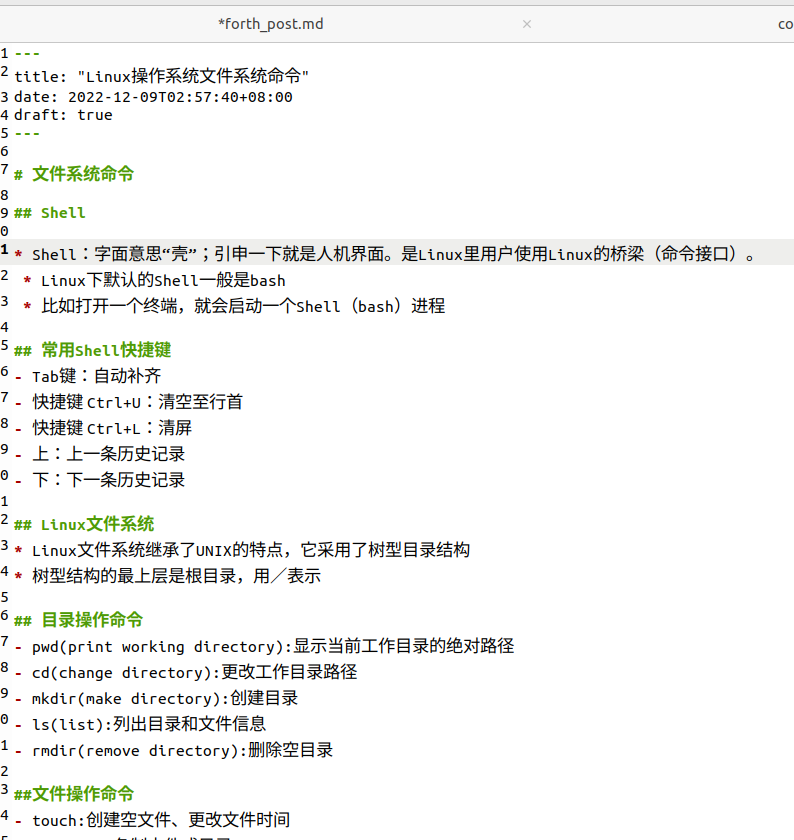 *forth_post.md
×
co
1 ---
2 title: "Linux操作系统文件系统命令"
3 date: 2022-12-09T02:57:40+08:00
4 draft: true
5 ---
6
7 # 文件系统命令
8
9 ## Shell
0
1 * Shell：字面意思“壳”；引申一下就是人机界面。是Linux里用户使用Linux的桥梁（命令接口）。
2  * Linux下默认的Shell一般是bash
3  * 比如打开一个终端，就会启动一个Shell（bash）进程
4
5 ## 常用Shell快捷键
6 - Tab键：自动补齐
7 - 快捷键 Ctrl+U：清空至行首
8 - 快捷键 Ctrl+L：清屏
9 - 上：上一条历史记录
0 - 下：下一条历史记录
1
2 ## Linux文件系统
3 * Linux文件系统继承了UNIX的特点，它采用了树型目录结构
4 * 树型结构的最上层是根目录，用／表示
5
6 ## 目录操作命令
7 - pwd(print working directory):显示当前工作目录的绝对路径
8 - cd(change directory):更改工作目录路径
9 - mkdir(make directory):创建目录
0 - ls(list):列出目录和文件信息
1 - rmdir(remove directory):删除空目录
2
3 ##文件操作命令
4 - touch:创建空文件、更改文件时间